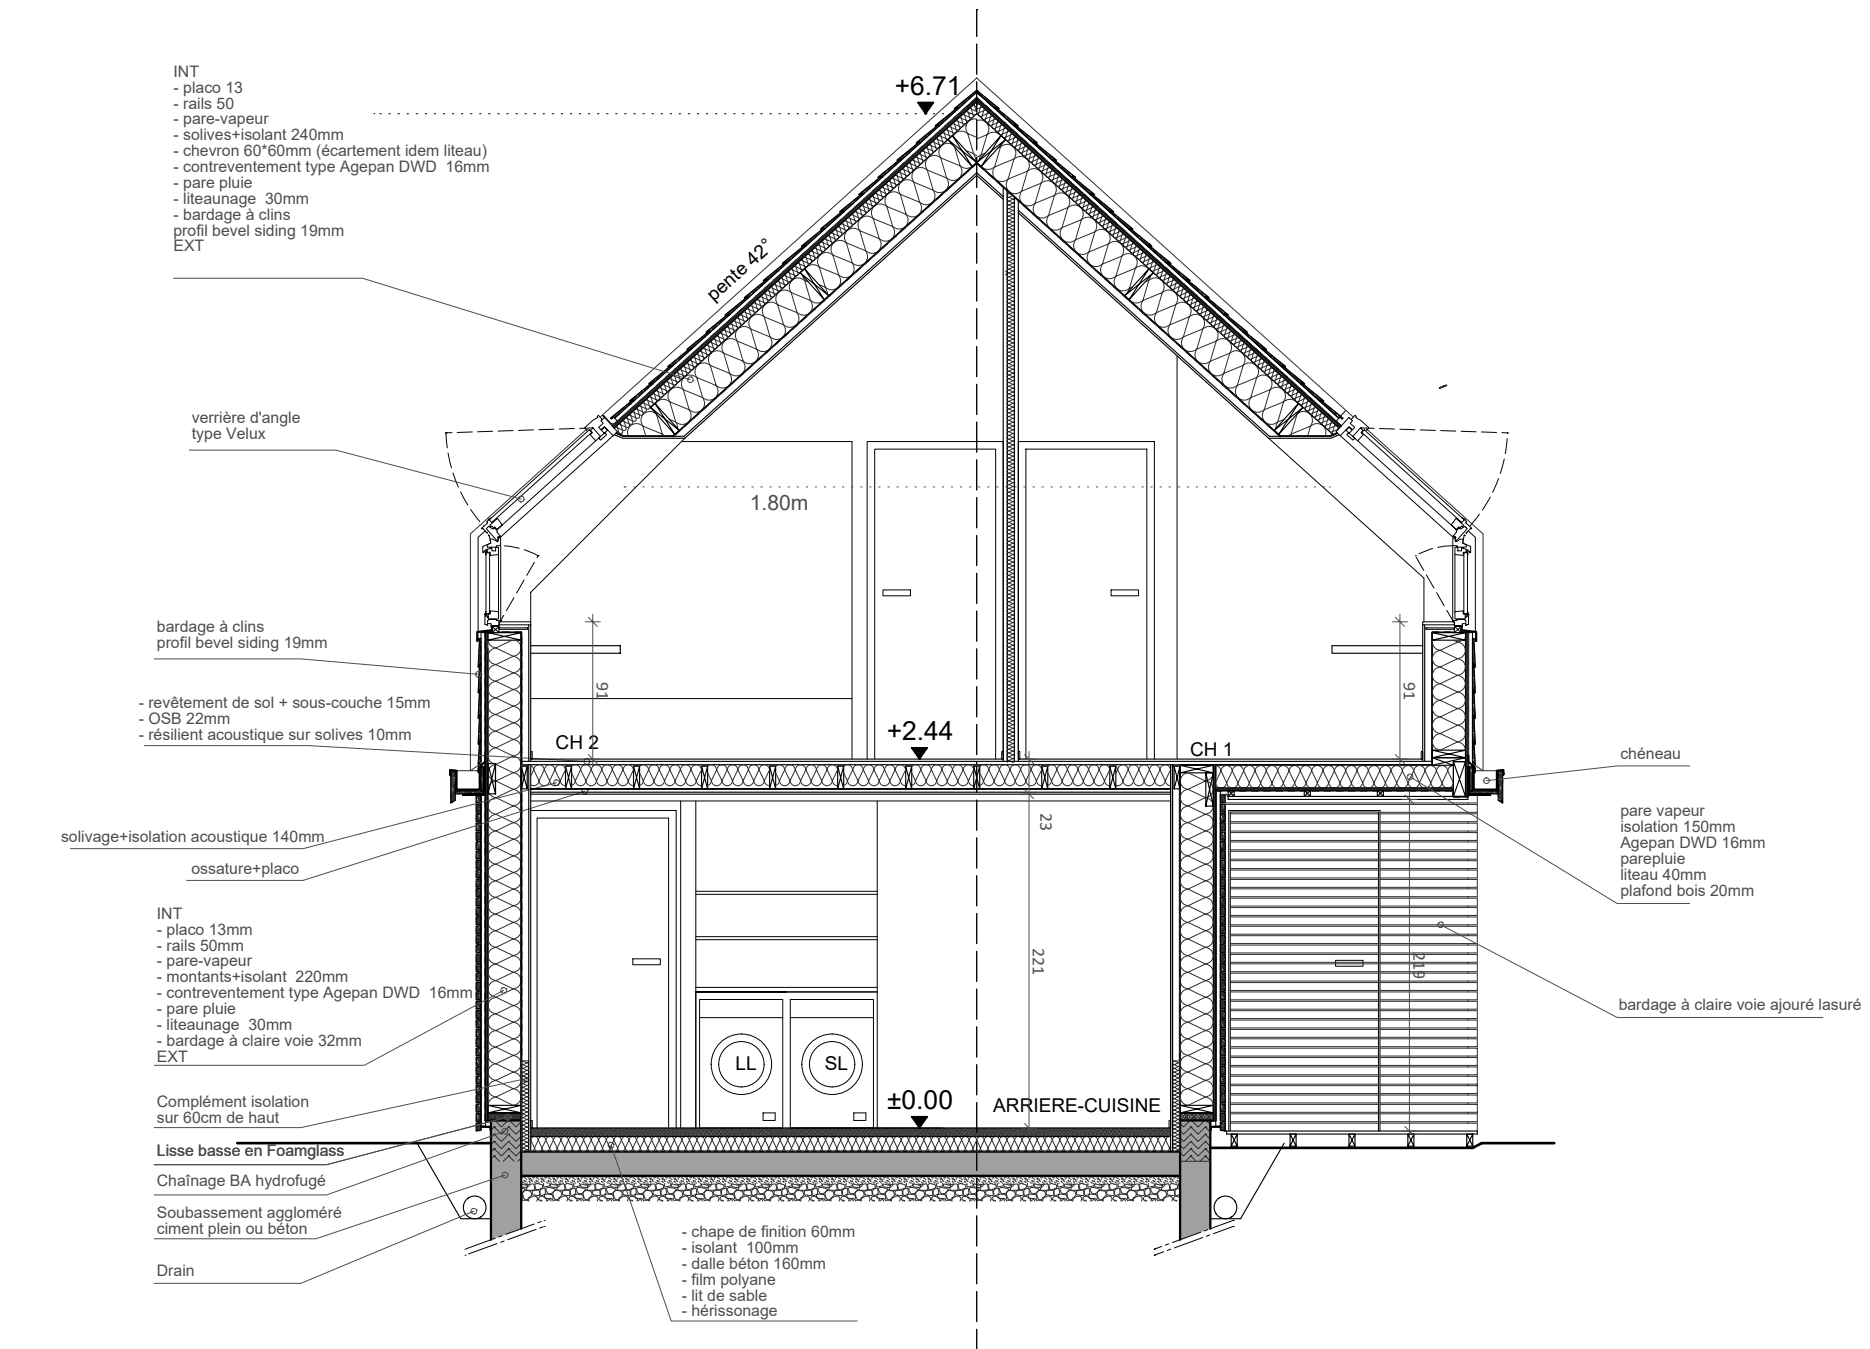 INT
- placo 13
- rails 50
- pare-vapeur
- solives+isolant 240mm
- chevron 60*60mm (écartement idem liteau)
- contreventement type Agepan DWD 16mm
- pare pluie
- liteaunage 30mm
- bardage à clins
profil bevel siding 19mm
EXT
+6.71
pente 42°
verrière d'angle
type Velux
1.80m
bardage à clins
profil bevel siding 19mm
91
91
- revêtement de sol + sous-couche 15mm
- OSB 22mm
- résilient acoustique sur solives 10mm
CH 2
+2.44
CH 1
chéneau
solivage+isolation acoustique 140mm
ossature+placo
23
pare vapeur
isolation 150mm
Agepan DWD 16mm
parepluie
liteau 40mm
plafond bois 20mm
INT
- placo 13mm
- rails 50mm
- pare-vapeur
- montants+isolant 220mm
- contreventement type Agepan DWD 16mm
- pare pluie
- liteaunage 30mm
- bardage à claire voie 32mm
EXT
221
219
bardage à claire voie ajouré lasuré
LL
SL
±0.00
ARRIERE-CUISINE
Complément isolation
sur 60cm de haut
Lisse basse en Foamglass
Chaînage BA hydrofugé
Soubassement aggloméré
ciment plein ou béton
Drain
- chape de finition 60mm
- isolant 100mm
- dalle béton 160mm
- film polyane
- lit de sable
- hérissonage